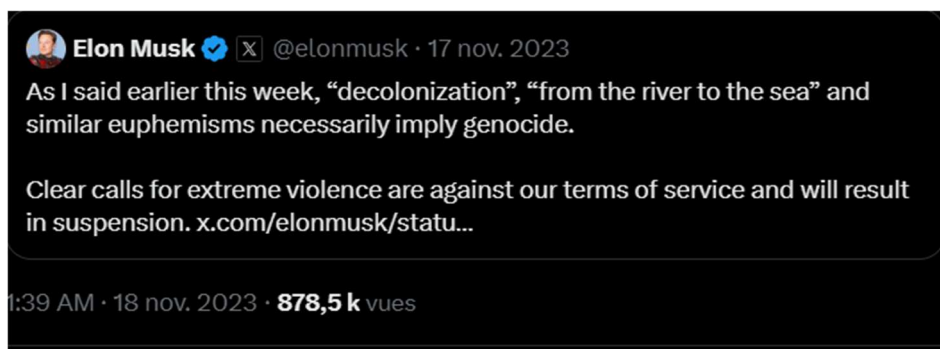 Elon Musk @elonmusk · 17 nov. 2023
As I said earlier this week, “decolonization”, “from the river to the sea” and
similar euphemisms necessarily imply genocide.
Clear calls for extreme violence are against our terms of service and will result
in suspension. x.com/elonmusk/statu...
1:39 AM · 18 nov. 2023 · 878,5 k vues